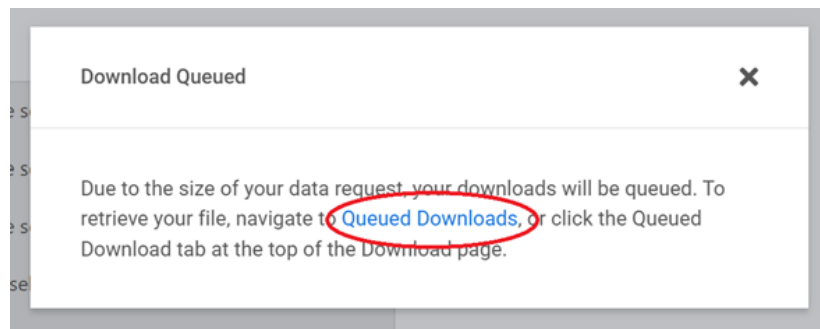 Download Queued
e s
e s
Due to the size of your data request, your downloads will be queued. To
retrieve your file, navigate to Queued Downloads, or click the Queued
e s
Download tab at the top of the Download page.
sel